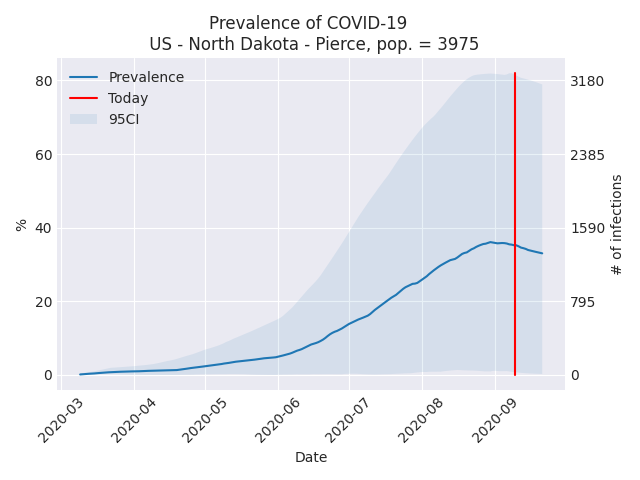 Prevalence of COVID-19
US - North Dakota - Pierce, pop. = 3975
Prevalence
Today
95CI
80
60
40
20
0
%
3180
2385
1590
795
0
# of infections
2020-03
2020-04
2020-05
2020-06
2020-07
2020-08
2020-09
Date